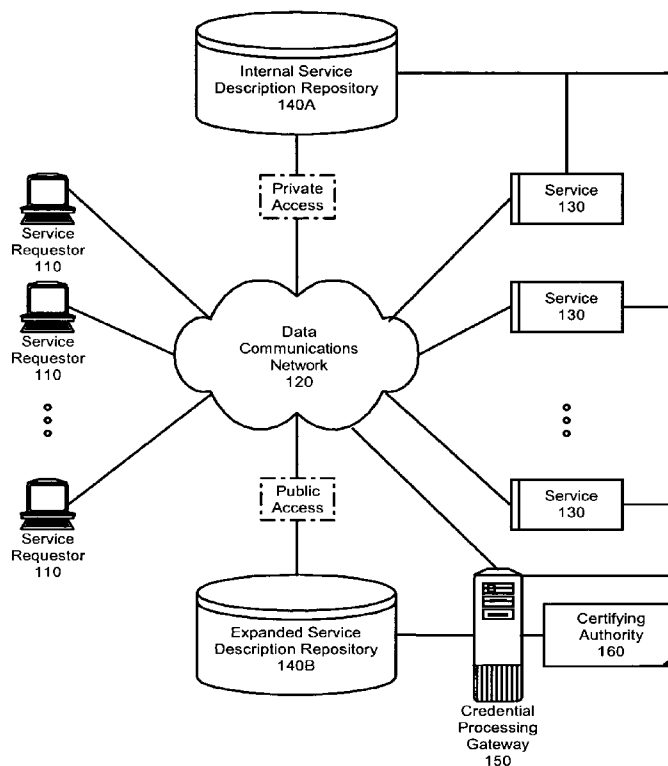 Internal Service
Description Repository
140A
Private
Access
Service
Requestor
110
Service
130
Service
Requestor
110
Service
130
Data
Communications
Network
120
Service
Requestor
110
Service
130
Public
Access
Expanded Service
Description Repository
140B
Certifying
Authority
160
Credential
Processing
Gateway
150